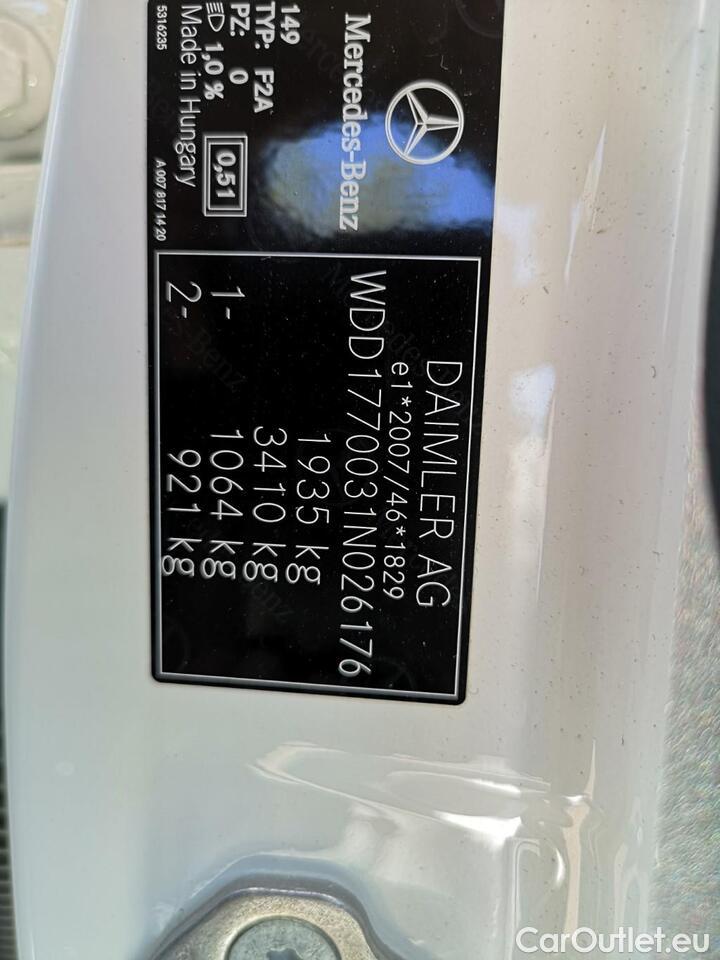 Mercedes-Benz
149
TYP: F2A
PZ: 0
1,0 % 0,51
Made in Hungary
5316235
A 007 817 14 20
DAIMLER AG
e1*2007/46*1829
WDD1770031N026176
1935 kg
3410 kg
1- 1064 kg
2- 921 kg
CarOutlet.eu